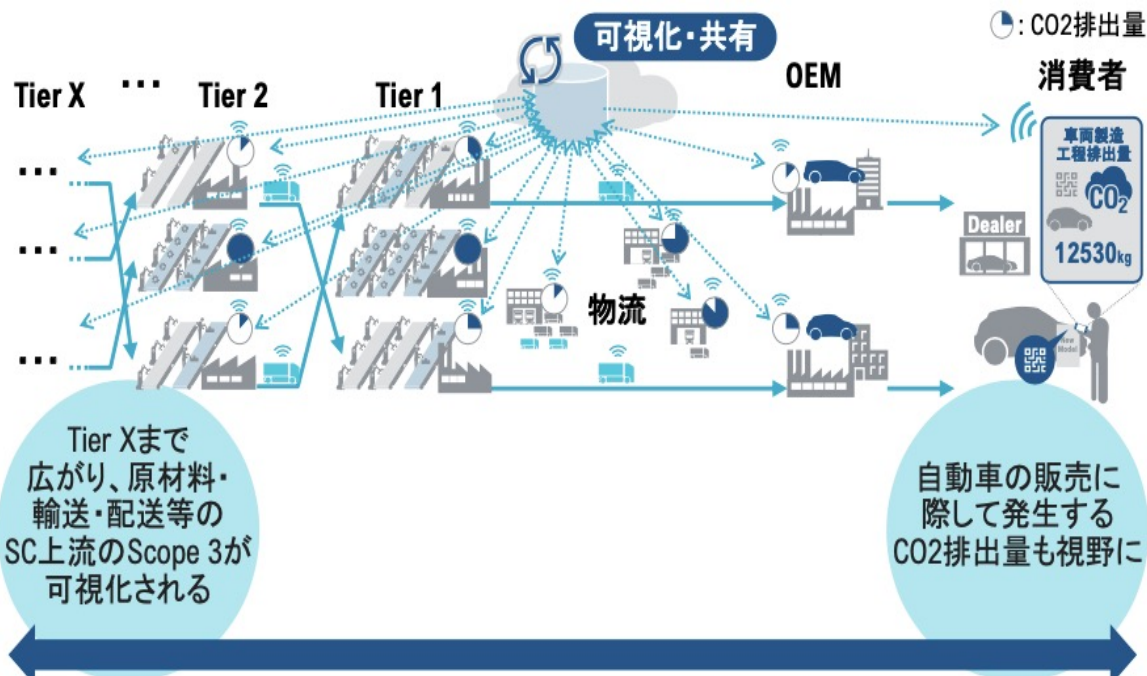 可視化・共有
: CO2排出量
Tier X
・・・
Tier 2
Tier 1
OEM
消費者
・・・
・・・
・・・
車両製造
工程排出量
CO2
12530kg
Dealer
物流
New
Model
Tier Xまで
広がり、原材料・
輸送・配送等の
SC上流のScope 3が
可視化される
自動車の販売に
際して発生する
CO2排出量も視野に